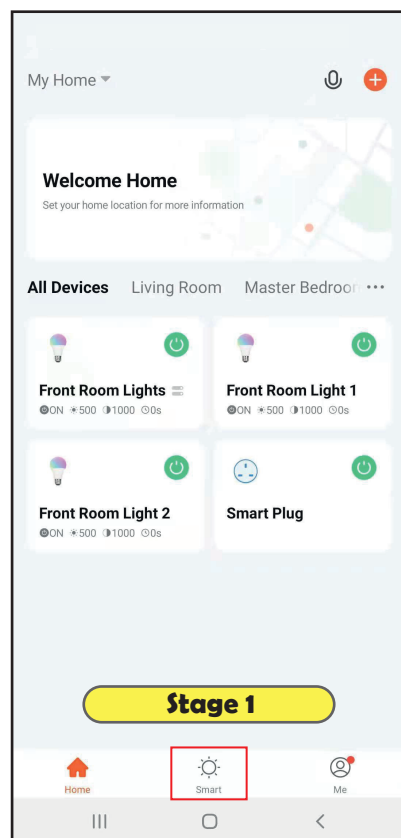 My Home
Welcome Home
Set your home location for more information
All Devices Living Room Master Bedroom
Front Room Lights
ON 500 1000 0s
Front Room Light 1
ON 500 1000 0s
Front Room Light 2
ON 500 1000 0s
Smart Plug
Stage 1
Home Smart Me